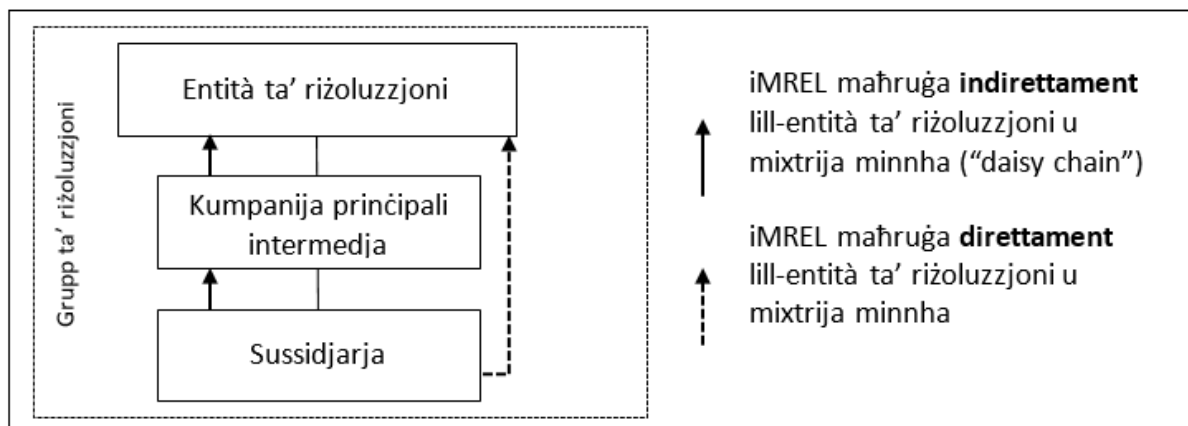 Grupp ta’ riżoluzzjoni
Entità ta’ riżoluzzjoni
Kumpanija prinċipali
intermedja
Sussidjarja
iMREL maħruġa indirettament
lill-entità ta’ riżoluzzjoni u
mixtrija minnha (“daisy chain”)
iMREL maħruġa direttament
lill-entità ta’ riżoluzzjoni u
mixtrija minnha